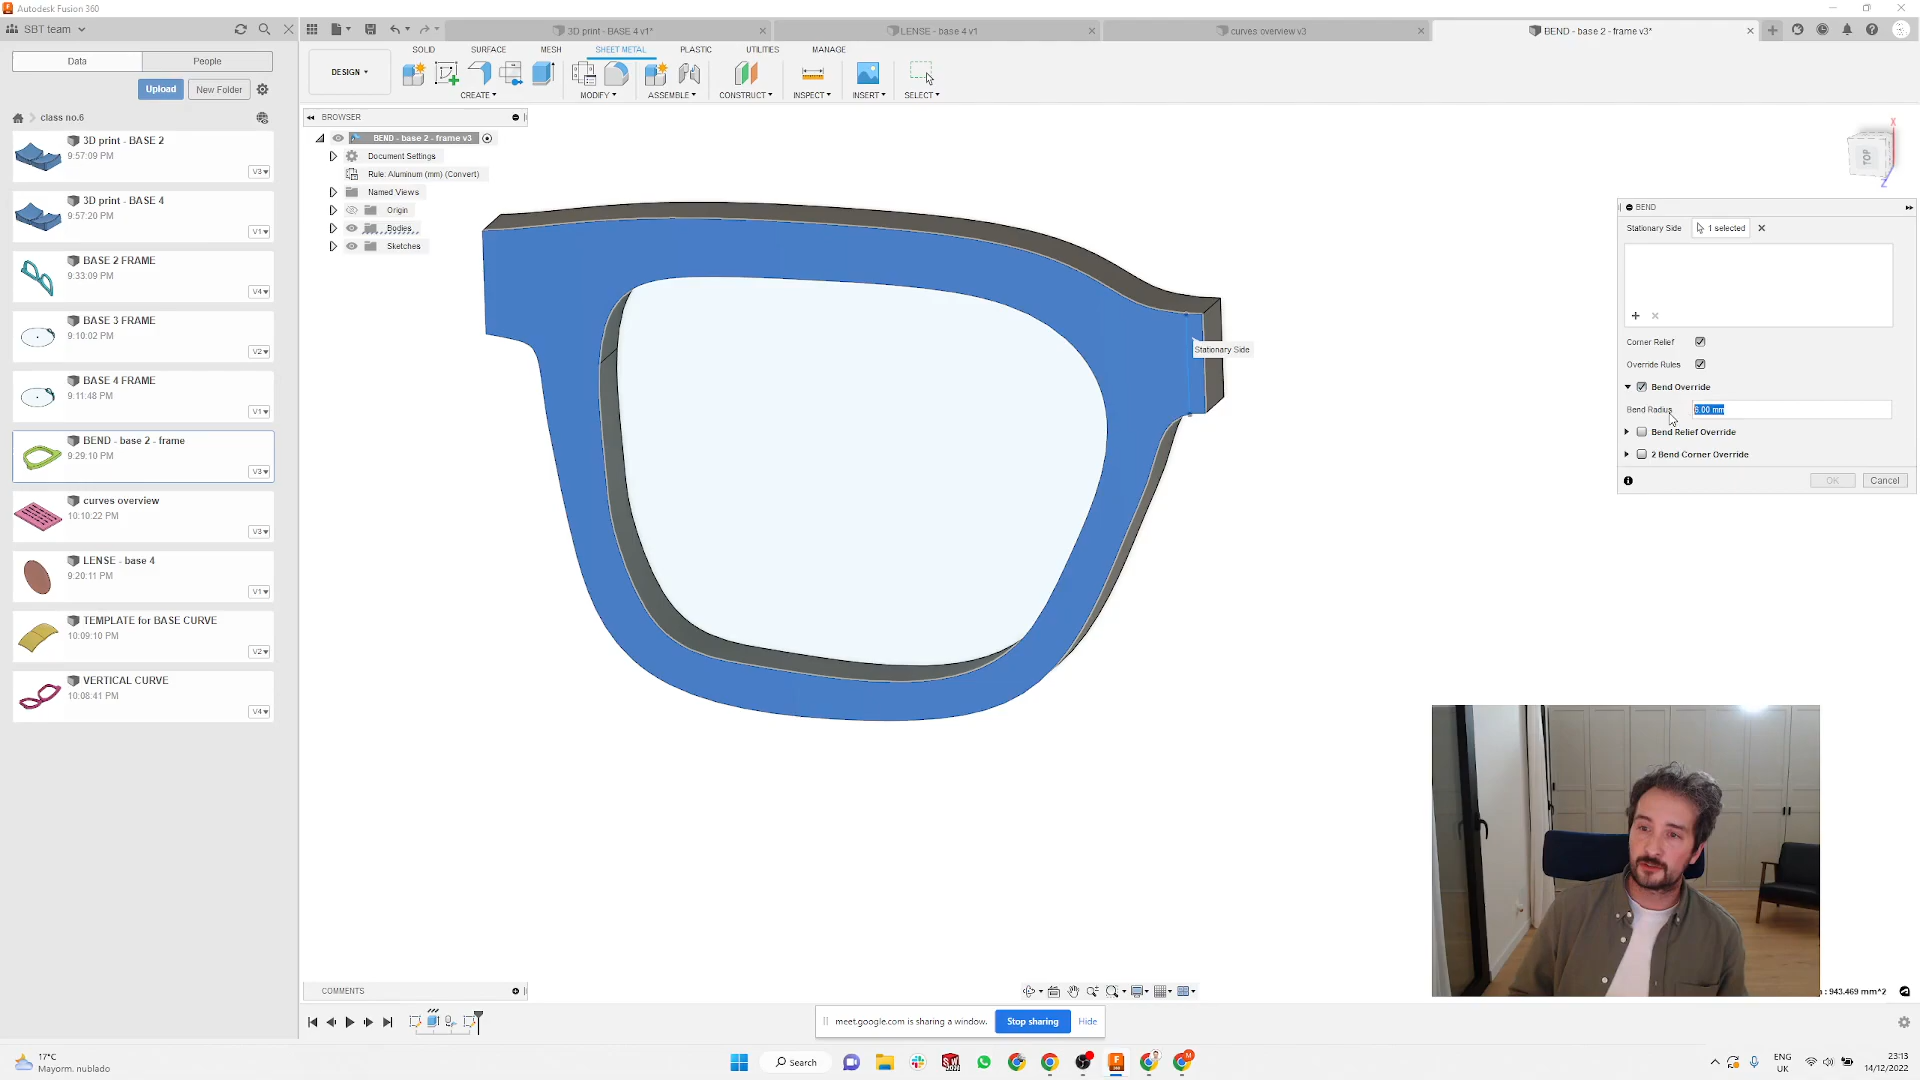 Autodesk Fusion 360
SBT team
3D print - BASE 4 v1*
LENSE - base 4 v1
curves overview v3
BEND - base 2 - frame v3*
Data
People
Upload
New Folder
class no.6
3D print - BASE 2
9:57:09 PM
V3
3D print - BASE 4
9:57:20 PM
V1
BASE 2 FRAME
9:33:09 PM
V4
BASE 3 FRAME
9:10:02 PM
V2
BASE 4 FRAME
9:11:48 PM
V1
BEND - base 2 - frame
9:29:10 PM
V3
curves overview
10:10:22 PM
V3
LENSE - base 4
9:20:11 PM
V1
TEMPLATE for BASE CURVE
10:09:10 PM
V2
VERTICAL CURVE
10:08:41 PM
V4
DESIGN
SOLID
SURFACE
MESH
SHEET METAL
PLASTIC
UTILITIES
MANAGE
CREATE
MODIFY
ASSEMBLE
CONSTRUCT
INSPECT
INSERT
SELECT
BROWSER
BEND - base 2 - frame v3
Document Settings
Rule: Aluminum (mm) (Convert)
Named Views
Origin
Bodies
Sketches
X
TOP
Z
BEND
Stationary Side
1 selected
Corner Relief
Override Rules
Bend Override
Bend Radius
Bend Relief Override
2 Bend Corner Override
OK
Cancel
Stationary Side
COMMENTS
: 943.469 mm^2
meet.google.com is sharing a window.
Stop sharing
Hide
17°C
Mayorm. nublado
Search
ENG
UK
23:13
14/12/2022